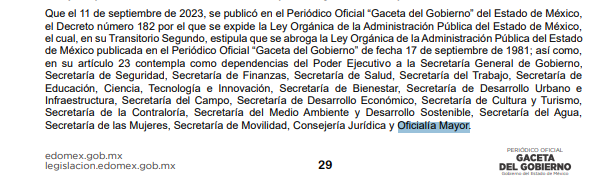 Que el 11 de septiembre de 2023, se publicó en el Periódico Oficial “Gaceta del Gobierno” del Estado de México,
el Decreto número 182 por el que se expide la Ley Orgánica de la Administración Pública del Estado de México,
el cual, en su Transitorio Segundo, estipula que se abroga la Ley Orgánica de la Administración Pública del Estado
de México publicada en el Periódico Oficial “Gaceta del Gobierno” de fecha 17 de septiembre de 1981; así como,
en su artículo 23 contempla como dependencias del Poder Ejecutivo a la Secretaría General de Gobierno,
Secretaría de Seguridad, Secretaría de Finanzas, Secretaría de Salud, Secretaría del Trabajo, Secretaría de
Educación, Ciencia, Tecnología e Innovación, Secretaría de Bienestar, Secretaría de Desarrollo Urbano e
Infraestructura, Secretaría del Campo, Secretaría de Desarrollo Económico, Secretaría de Cultura y Turismo,
Secretaría de la Contraloría, Secretaría del Medio Ambiente y Desarrollo Sostenible, Secretaría del Agua,
Secretaría de las Mujeres, Secretaría de Movilidad, Consejería Jurídica y Oficialía Mayor.
edomex.gob.mx
legislacion.edomex.gob.mx
29
PERIÓDICO OFICIAL
GACETA
DEL GOBIERNO
Gobierno del Estado de México